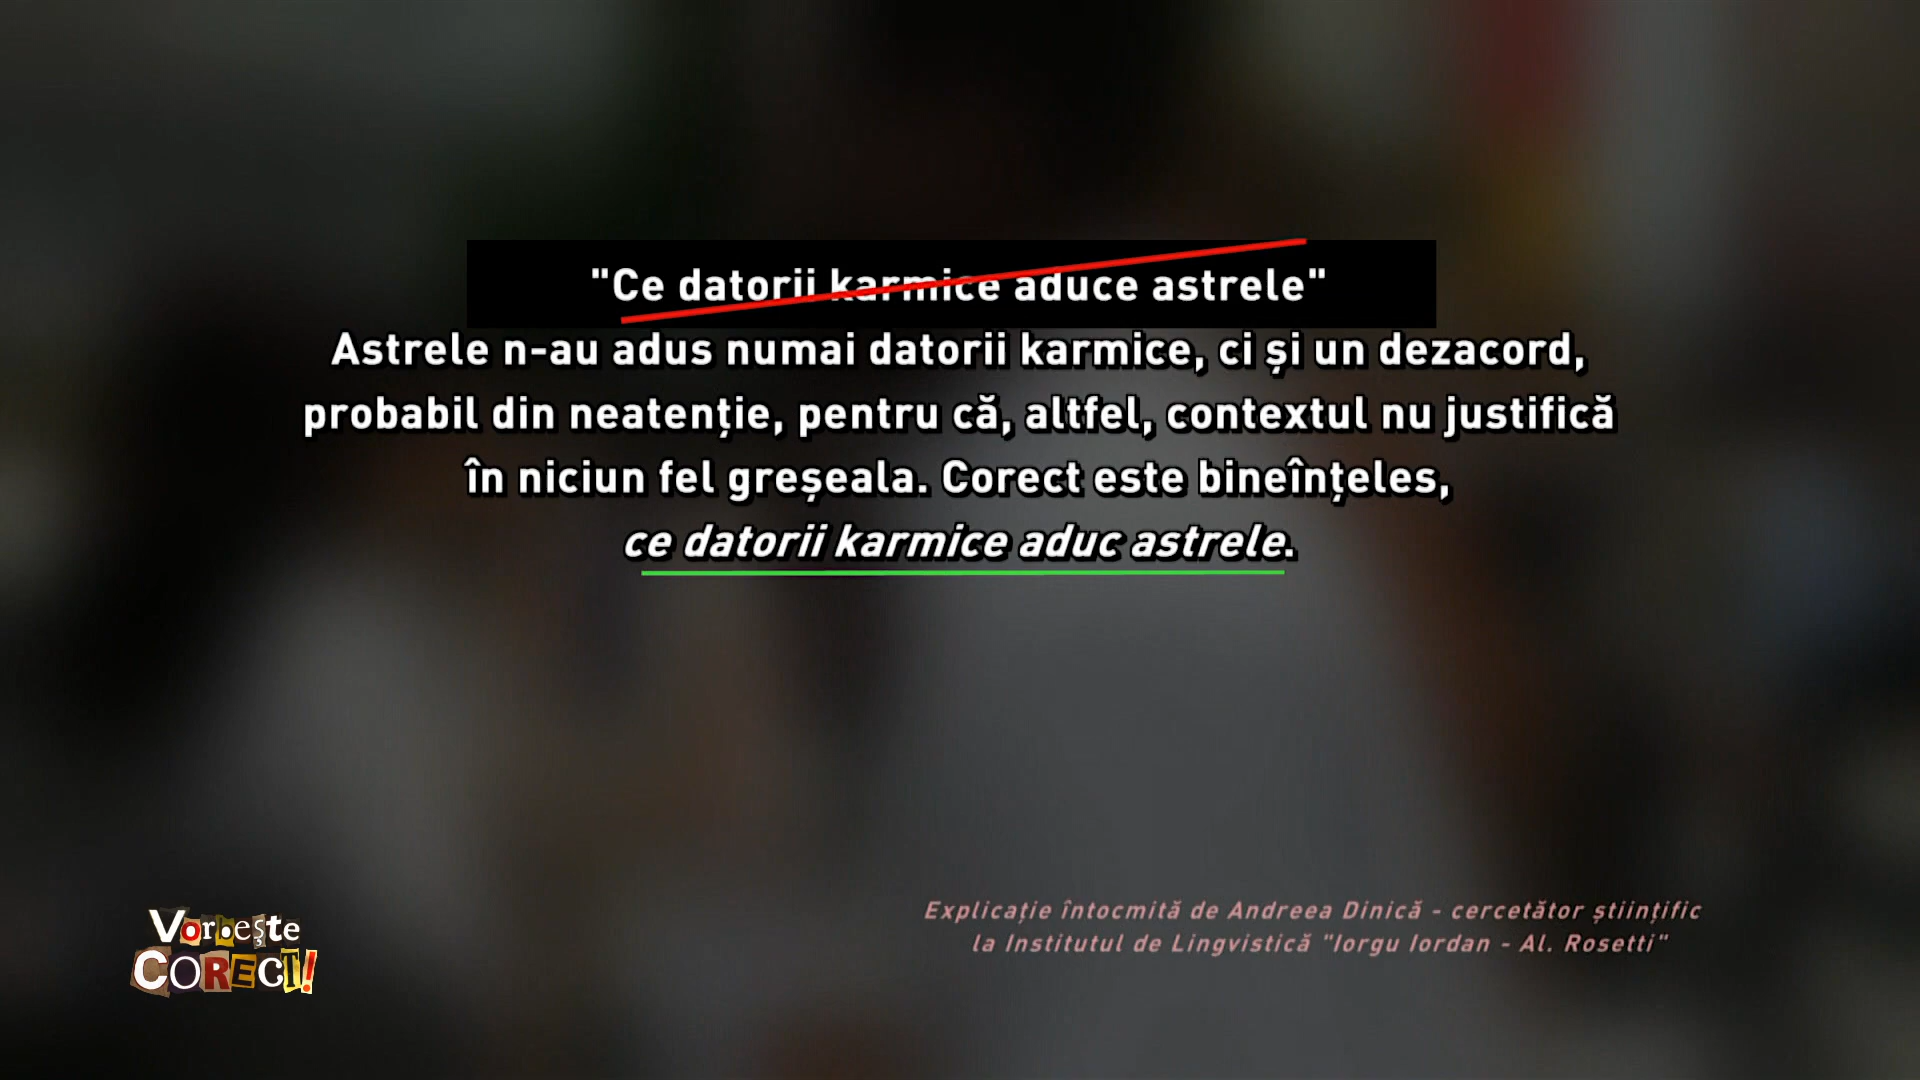 "Ce datorii karmice aduce astrele"
Astrele n-au adus numai datorii karmice, ci și un dezacord,
probabil din neatenție, pentru că, altfel, contextul nu justifică
în niciun fel greșeala. Corect este bineînțeles,
ce datorii karmice aduc astrele.
Explicație întocmită de Andreea Dinică - cercetător științific
la Institutul de Lingvistică "Iorgu Iordan - Al. Rosetti"
Vorbește
CORECT!